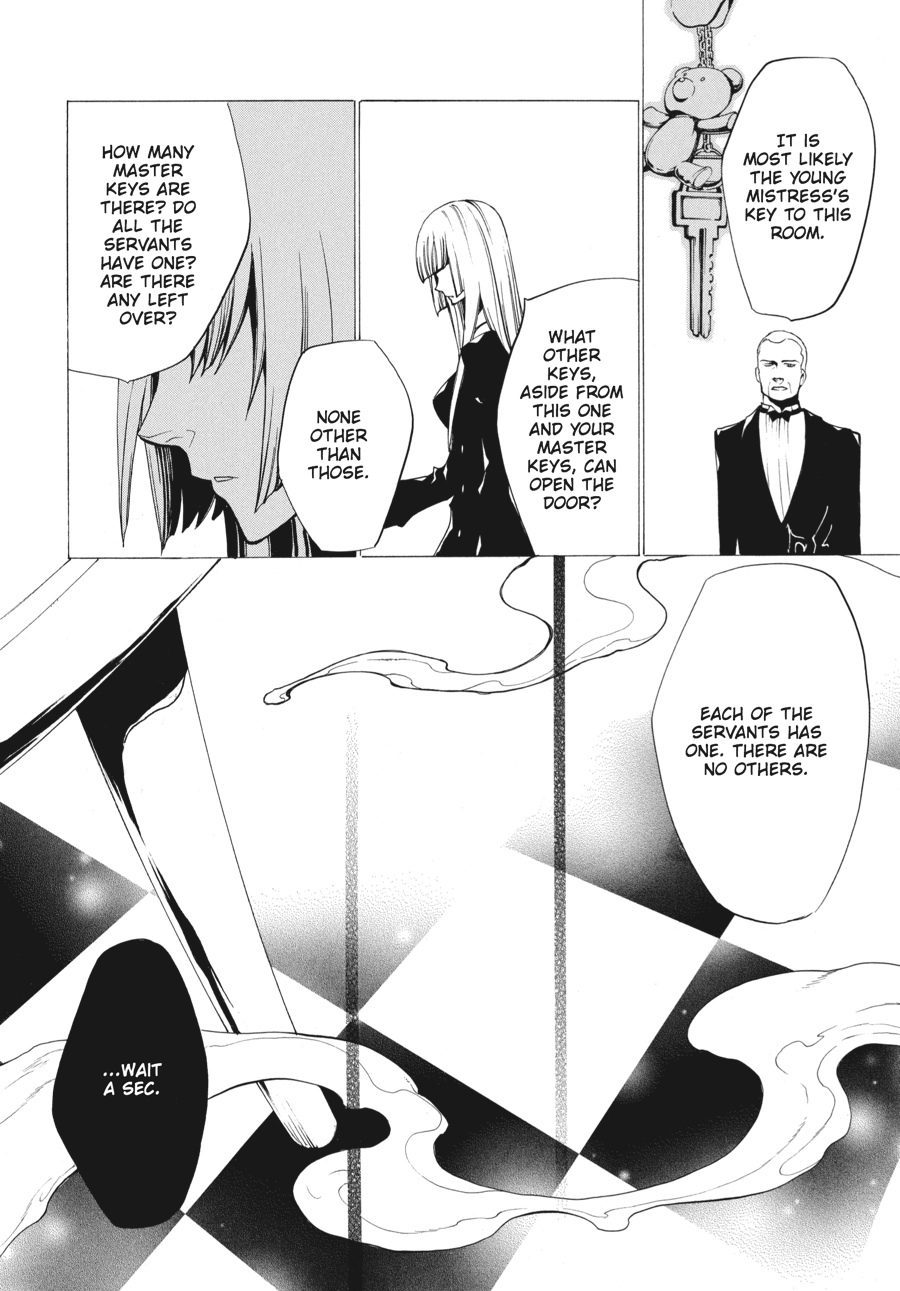 IT IS
MOST LIKELY
THE YOUNG
MISTRESS'S
KEY TO THIS
ROOM.
WHAT
OTHER
KEYS,
ASIDE FROM
THIS ONE
AND YOUR
MASTER
KEYS, CAN
OPEN THE
DOOR?
NONE
OTHER
THAN
THOSE.
HOW MANY
MASTER
KEYS ARE
THERE? DO
ALL THE
SERVANTS
HAVE ONE?
ARE THERE
ANY LEFT
OVER?
EACH OF THE
SERVANTS HAS
ONE. THERE ARE
NO OTHERS.
...WAIT
A SEC.